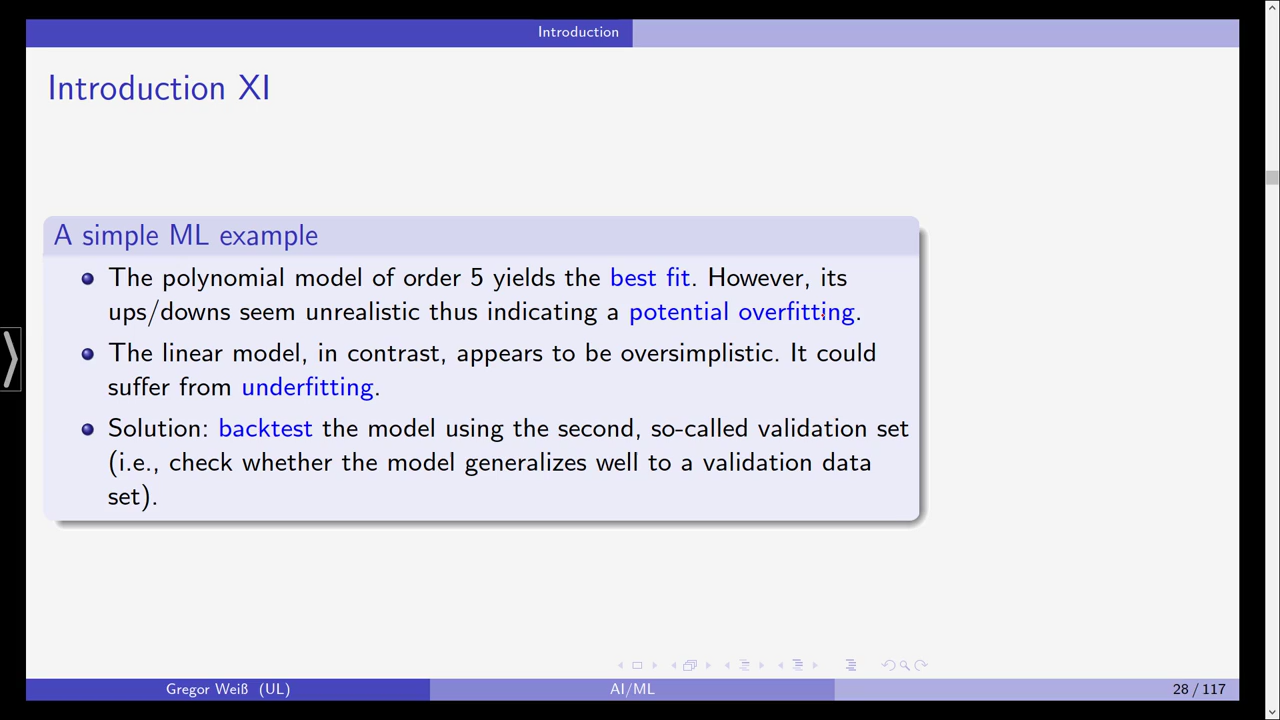 Introduction
Introduction XI
A simple ML example
The polynomial model of order 5 yields the best fit. However, its
ups/downs seem unrealistic thus indicating a potential overfitting.
The linear model, in contrast, appears to be oversimplistic. It could
suffer from underfitting.
Solution: backtest the model using the second, so-called validation set
(i.e., check whether the model generalizes well to a validation data
set).
Gregor Weiß (UL)
AI/ML
28 / 117